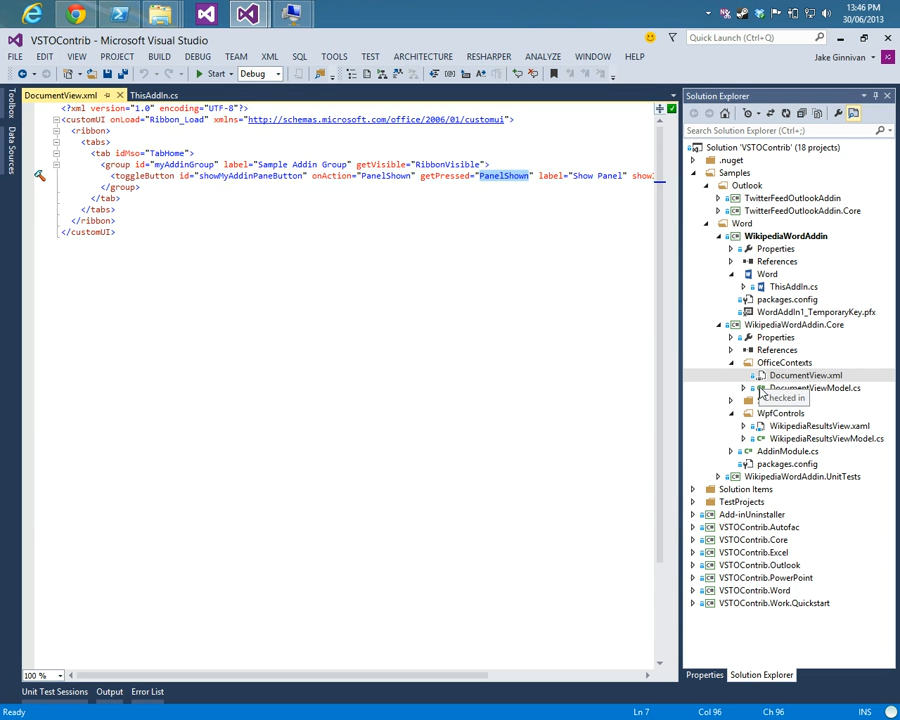 13:46
30/06/2013
VSTOContrib - Microsoft Visual Studio
Quick Launch (Ctrl+Q)
FILE EDIT VIEW PROJECT BUILD DEBUG TEAM XML SQL TOOLS TEST ARCHITECTURE RESHARPER ANALYZE WINDOW HELP
Jake Ginnivan
JG
Start Debug
DocumentView.xml
ThisAddIn.cs
Toolbox
Data Sources
<?xml version="1.0" encoding="UTF-8"?>
<customUI onLoad="Ribbon_Load" xmlns="http://schemas.microsoft.com/office/2006/01/customui">
<ribbon>
<tabs>
<tab idMso="TabHome">
<group id="myAddinGroup" label="Sample Addin Group" getVisible="RibbonVisible">
<toggleButton id="showMyAddinPaneButton" onAction="PanelShown" getPressed="PanelShown" label="Show Panel" show
</group>
</tab>
</tabs>
</ribbon>
</customUI>
100 %
Solution Explorer
Search Solution Explorer (Ctrl+;)
Solution 'VSTOContrib' (18 projects)
.nuget
Samples
Outlook
TwitterFeedOutlookAddin
TwitterFeedOutlookAddin.Core
Word
WikipediaWordAddin
Properties
References
Word
ThisAddIn.cs
packages.config
WordAddIn1_TemporaryKey.pfx
WikipediaWordAddin.Core
Properties
References
OfficeContexts
DocumentView.xml
DocumentViewModel.cs
Checked in
WpfControls
WikipediaResultsView.xaml
WikipediaResultsViewModel.cs
AddinModule.cs
packages.config
WikipediaWordAddin.UnitTests
Solution Items
TestProjects
Add-inUninstaller
VSTOContrib.Autofac
VSTOContrib.Core
VSTOContrib.Excel
VSTOContrib.Outlook
VSTOContrib.PowerPoint
VSTOContrib.Word
VSTOContrib.Work.Quickstart
Properties Solution Explorer
Unit Test Sessions Output Error List
Ready
Ln 7 Col 96 Ch 96 INS